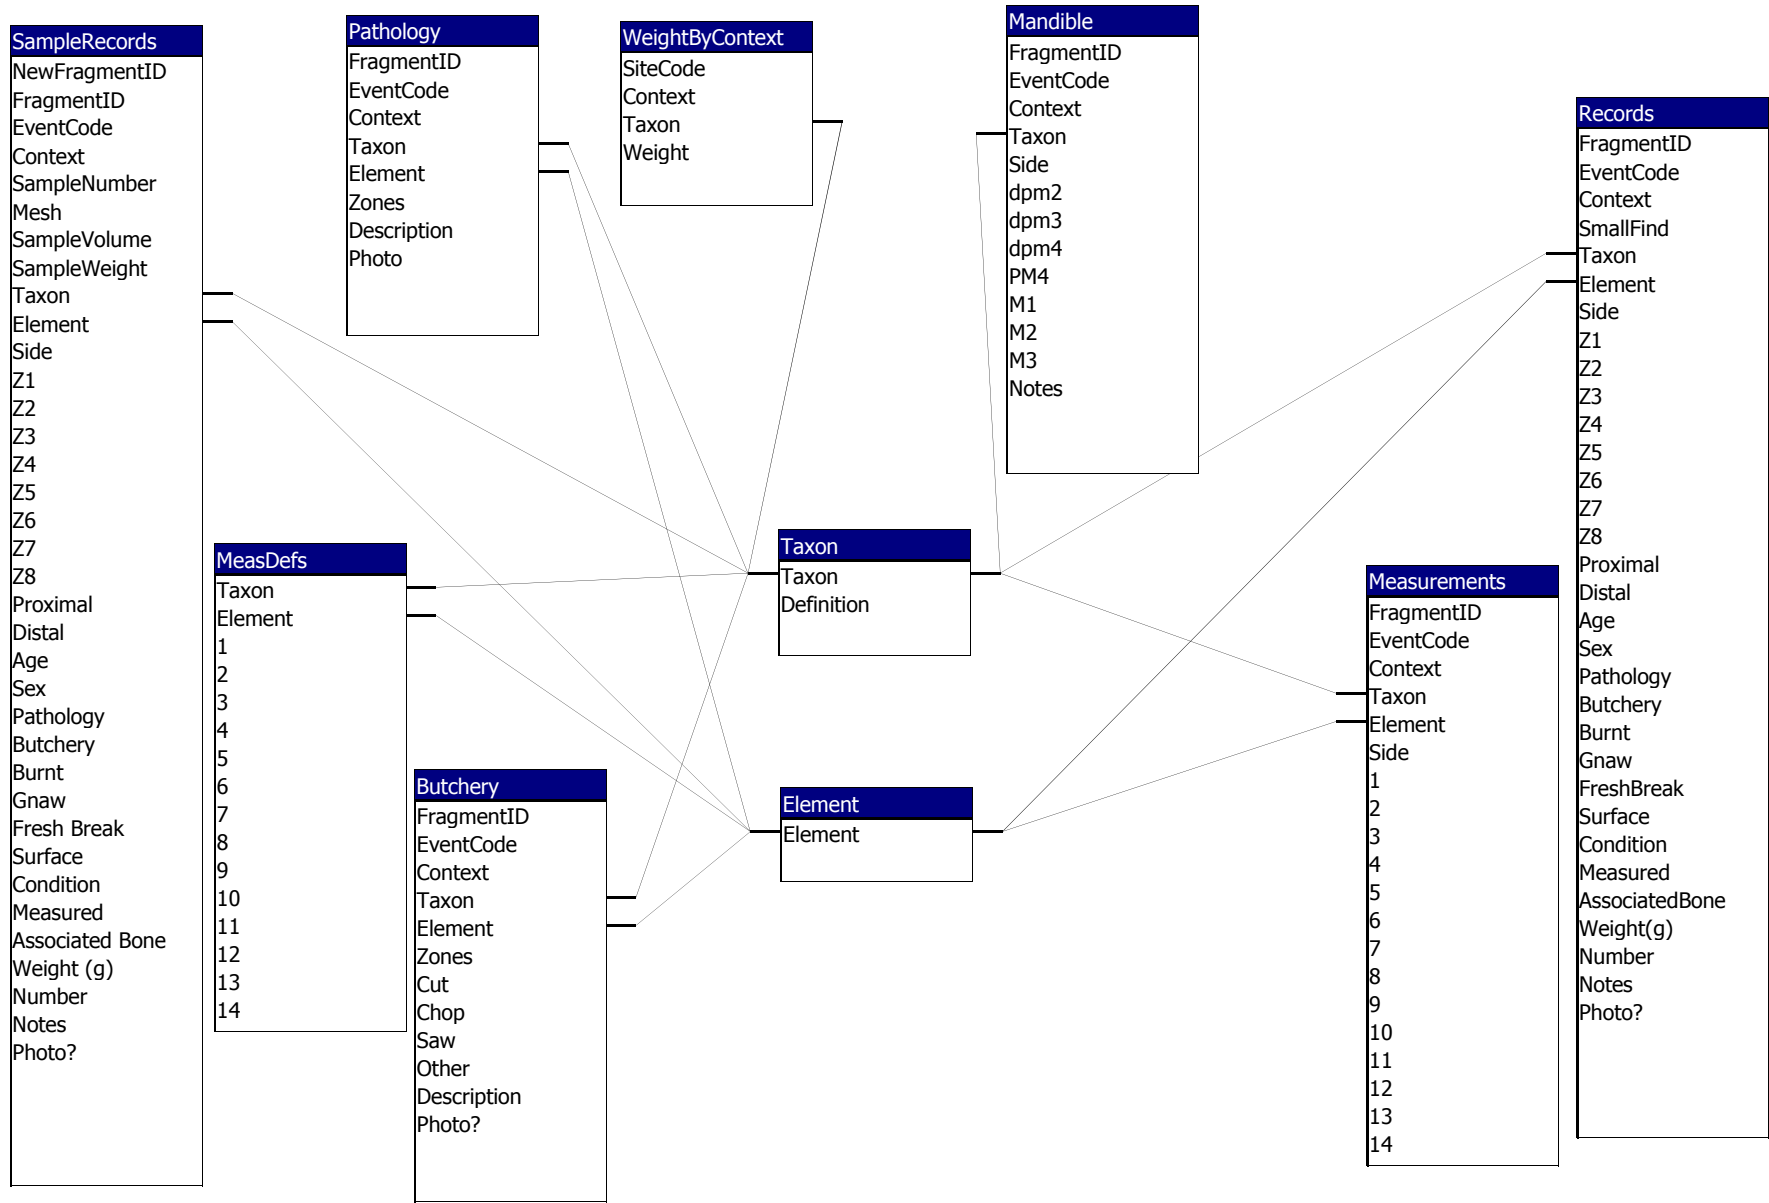 SampleRecords
NewFragmentID
FragmentID
EventCode
Context
SampleNumber
Mesh
SampleVolume
SampleWeight
Taxon
Element
Side
Z1
Z2
Z3
Z4
Z5
Z6
Z7
Z8
Proximal
Distal
Age
Sex
Pathology
Butchery
Burnt
Gnaw
Fresh Break
Surface
Condition
Measured
Associated Bone
Weight (g)
Number
Notes
Photo?
Pathology
FragmentID
EventCode
Context
Taxon
Element
Zones
Description
Photo
WeightByContext
SiteCode
Context
Taxon
Weight
Mandible
FragmentID
EventCode
Context
Taxon
Side
dpm2
dpm3
dpm4
PM4
M1
M2
M3
Notes
Records
FragmentID
EventCode
Context
SmallFind
Taxon
Element
Side
Z1
Z2
Z3
Z4
Z5
Z6
Z7
Z8
Proximal
Distal
Age
Sex
Pathology
Butchery
Burnt
Gnaw
FreshBreak
Surface
Condition
Measured
AssociatedBone
Weight(g)
Number
Notes
Photo?
MeasDefs
Taxon
Element
1
2
3
4
5
6
7
8
9
10
11
12
13
14
Taxon
Taxon
Definition
Measurements
FragmentID
EventCode
Context
Taxon
Element
Side
1
2
3
4
5
6
7
8
9
10
11
12
13
14
Butchery
FragmentID
EventCode
Context
Taxon
Element
Zones
Cut
Chop
Saw
Other
Description
Photo?
Element
Element